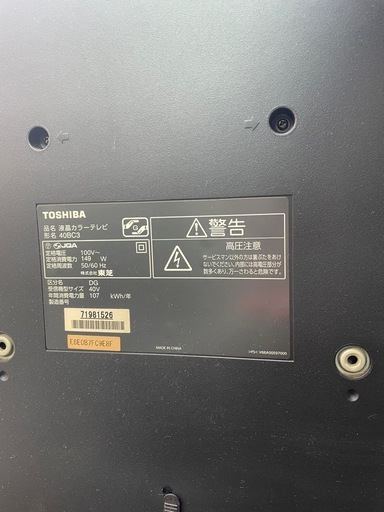 TOSHIBA
品名 液晶カラーテレビ
形名 40BC3
JQA
定格電圧 100V～
定格消費電力 149 W
定格周波数 50/60 Hz
株式会社 東芝
区分名 DG
受信機型サイズ 40V
年間消費電力量 107 kWh/年
製造番号
71981526
E8E0B7FC9E8F
警告
高圧注意
サービスマン以外の方は裏ぶたをあけ
ないでください。内部には高電圧部分が
数多くあり、万一さわると危険です。
MADE IN CHINA
>PS<